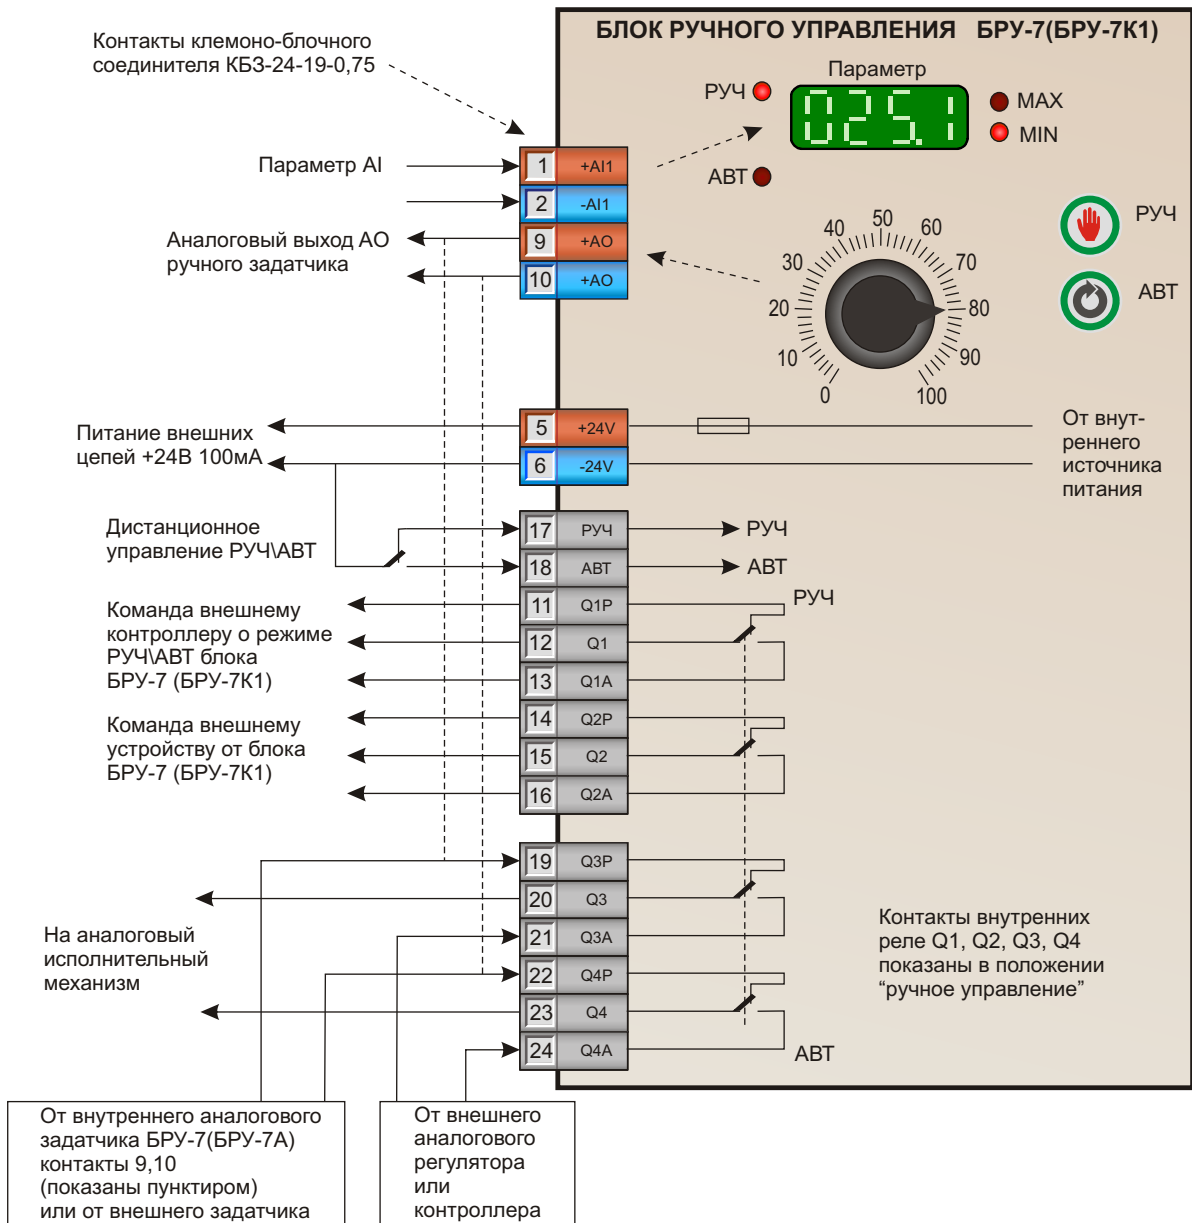 БЛОК РУЧНОГО УПРАВЛЕНИЯ БРУ-7(БРУ-7К1)
Контакты клемоно-блочного
соединителя КБЗ-24-19-0,75
Параметр
РУЧ
025.1
MAX
MIN
АВТ
Параметр AI
1 +AI1
2 -AI1
Аналоговый выход АО
ручного задатчика
9 +AO
10 +AO
РУЧ
АВТ
0
10
20
30
40
50
60
70
80
90
100
Питание внешних
цепей +24В 100мА
5 +24V
6 -24V
От внут-
реннего
источника
питания
Дистанционное
управление РУЧ\АВТ
17 РУЧ
РУЧ
18 АВТ
АВТ
Команда внешнему
контроллеру о режиме
РУЧ\АВТ блока
БРУ-7 (БРУ-7К1)
11 Q1P
РУЧ
12 Q1
13 Q1A
Команда внешнему
устройству от блока
БРУ-7 (БРУ-7К1)
14 Q2P
15 Q2
16 Q2A
На аналоговый
исполнительный
механизм
19 Q3P
20 Q3
21 Q3A
22 Q4P
23 Q4
24 Q4A
АВТ
Контакты внутренних
реле Q1, Q2, Q3, Q4
показаны в положении
“ручное управление”
От внутреннего аналогового
задатчика БРУ-7(БРУ-7А)
контакты 9,10
(показаны пунктиром)
или от внешнего задатчика
От внешнего
аналогового
регулятора
или
контроллера